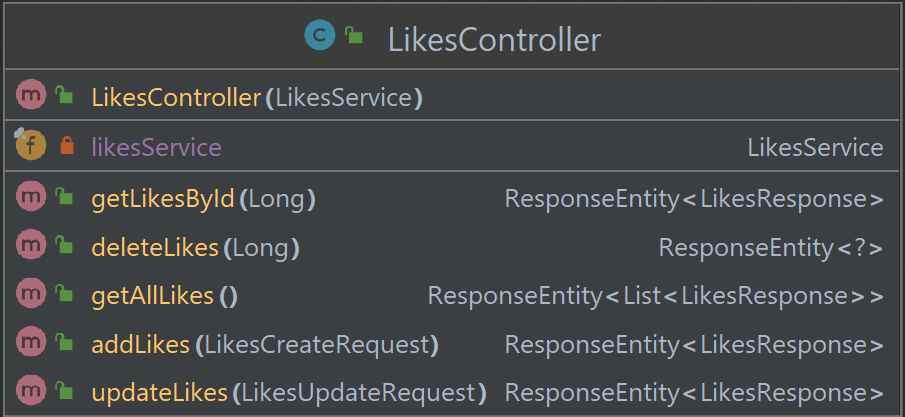 C LikesController
m LikesController(LikesService)
f likesService LikesService
m getLikesById(Long) ResponseEntity<LikesResponse>
m deleteLikes(Long) ResponseEntity<?>
m getAllLikes() ResponseEntity<List<LikesResponse>>
m addLikes(LikesCreateRequest) ResponseEntity<LikesResponse>
m updateLikes(LikesUpdateRequest) ResponseEntity<LikesResponse>